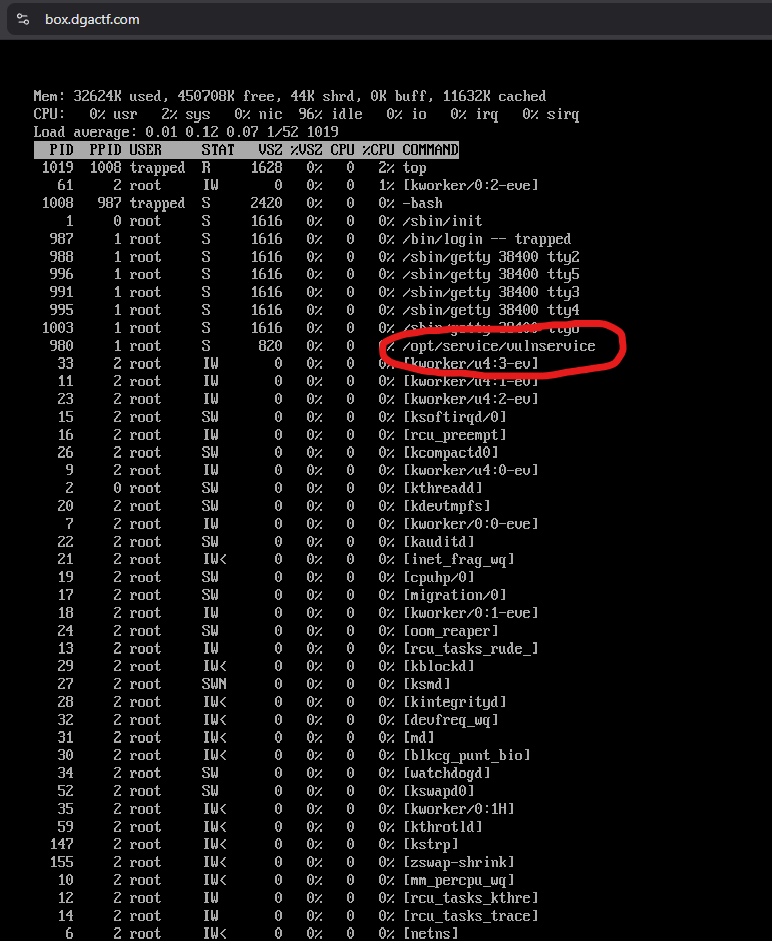 box.dgactf.com
Mem: 32624K used, 450708K free, 44K shrd, 0K buff, 11632K cached
CPU:   0% usr   2% sys   0% nic  96% idle   0% io   0% irq   0% sirq
Load average: 0.01 0.12 0.07 1/52 1019
PID PPID USER STAT VSZ %VSZ CPU %CPU COMMAND
1019 1008 trapped R 1628 0% 0 2% top
61 2 root IW 0 0% 0 1% [kworker/0:2-eve]
1008 987 trapped S 2420 0% 0 0% -bash
1 0 root S 1616 0% 0 0% /sbin/init
987 1 root S 1616 0% 0 0% /bin/login -- trapped
988 1 root S 1616 0% 0 0% /sbin/getty 38400 tty2
996 1 root S 1616 0% 0 0% /sbin/getty 38400 tty5
991 1 root S 1616 0% 0 0% /sbin/getty 38400 tty3
995 1 root S 1616 0% 0 0% /sbin/getty 38400 tty4
1003 1 root S 1616 0% 0 0% /sbin/getty 38400 tty6
980 1 root S 820 0% 0 % /opt/service/vulnservice
33 2 root IW 0 0% 0 0% [kworker/u4:3-ev]
11 2 root IW 0 0% 0 0% [kworker/u4:1-ev]
23 2 root IW 0 0% 0 0% [kworker/u4:2-ev]
15 2 root SW 0 0% 0 0% [ksoftirqd/0]
16 2 root IW 0 0% 0 0% [rcu_preempt]
26 2 root SW 0 0% 0 0% [kcompactd0]
9 2 root IW 0 0% 0 0% [kworker/u4:0-ev]
2 0 root SW 0 0% 0 0% [kthreadd]
20 2 root SW 0 0% 0 0% [kdevtmpfs]
7 2 root IW 0 0% 0 0% [kworker/0:0-eve]
22 2 root SW 0 0% 0 0% [kauditd]
21 2 root IW< 0 0% 0 0% [inet_frag_wq]
19 2 root SW 0 0% 0 0% [cpuhp/0]
17 2 root SW 0 0% 0 0% [migration/0]
18 2 root IW 0 0% 0 0% [kworker/0:1-eve]
24 2 root SW 0 0% 0 0% [oom_reaper]
13 2 root IW 0 0% 0 0% [rcu_tasks_rude_]
29 2 root IW< 0 0% 0 0% [kblockd]
27 2 root SWN 0 0% 0 0% [ksmd]
28 2 root IW< 0 0% 0 0% [kintegrityd]
32 2 root IW< 0 0% 0 0% [devfreq_wq]
31 2 root IW< 0 0% 0 0% [md]
30 2 root IW< 0 0% 0 0% [blkcg_punt_bio]
34 2 root SW 0 0% 0 0% [watchdogd]
52 2 root SW 0 0% 0 0% [kswapd0]
35 2 root IW< 0 0% 0 0% [kworker/0:1H]
59 2 root IW< 0 0% 0 0% [kthrotld]
147 2 root IW< 0 0% 0 0% [kstrp]
155 2 root IW< 0 0% 0 0% [zswap-shrink]
10 2 root IW< 0 0% 0 0% [mm_percpu_wq]
12 2 root IW 0 0% 0 0% [rcu_tasks_kthre]
14 2 root IW 0 0% 0 0% [rcu_tasks_trace]
6 2 root IW< 0 0% 0 0% [netns]